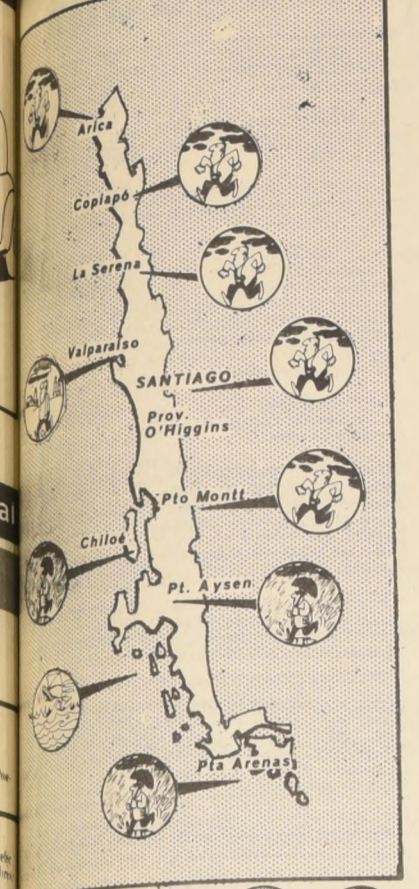 Arica
Copiapó
La Serena
Valparaíso
SANTIAGO
Prov.
O'Higgins
Pto Montt
Chiloé
Pt. Aysen
Pta Arenas